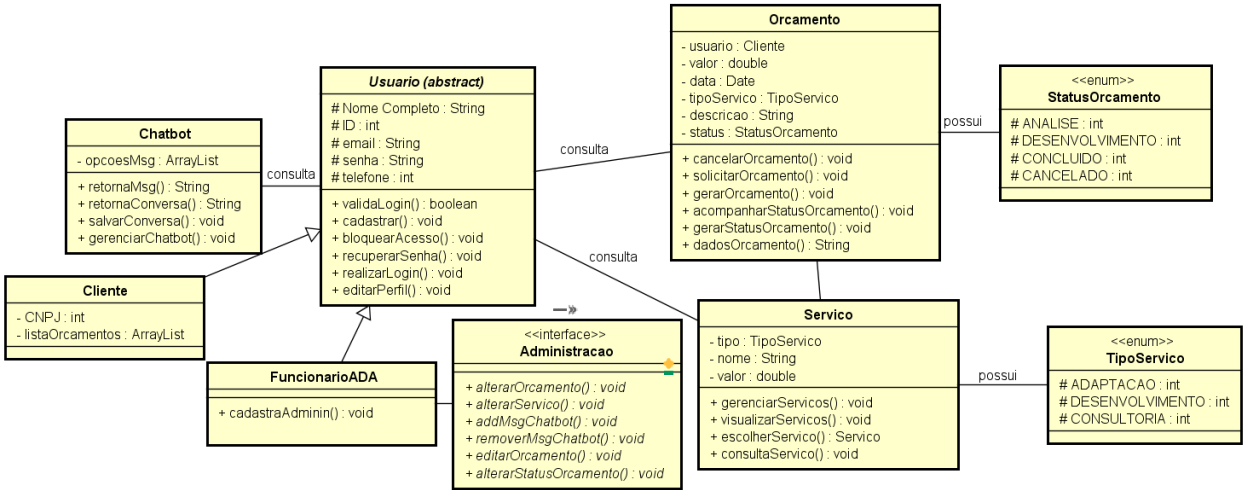 Chatbot
- opcoesMsg : ArrayList
+ retornaMsg() : String
+ retornaConversa() : String
+ salvarConversa() : void
+ gerenciarChatbot() : void
consulta
Usuario (abstract)
# Nome Completo : String
# ID : int
# email : String
# senha : String
# telefone : int
+ validaLogin() : boolean
+ cadastrar() : void
+ bloquearAcesso() : void
+ recuperarSenha() : void
+ realizarLogin() : void
+ editarPerfil() : void
consulta
Orcamento
- usuario : Cliente
- valor : double
- data : Date
- tipoServico : TipoServico
- descricao : String
- status : StatusOrcamento
+ cancelarOrcamento() : void
+ solicitarOrcamento() : void
+ gerarOrcamento() : void
+ acompanharStatusOrcamento() : void
+ gerarStatusOrcamento() : void
+ dadosOrcamento() : String
possui
<<enum>>
StatusOrcamento
# ANALISE : int
# DESENVOLVIMENTO : int
# CONCLUIDO : int
# CANCELADO : int
Cliente
- CNPJ : int
- listaOrcamentos : ArrayList
consulta
FuncionarioADA
+ cadastraAdminin() : void
<<interface>>
Administracao
+ alterarOrcamento() : void
+ alterarServico() : void
+ addMsgChatbot() : void
+ removerMsgChatbot() : void
+ editarOrcamento() : void
+ alterarStatusOrcamento() : void
Servico
- tipo : TipoServico
- nome : String
- valor : double
+ gerenciarServicos() : void
+ visualizarServicos() : void
+ escolherServico() : Servico
+ consultaServico() : void
possui
<<enum>>
TipoServico
# ADAPTACAO : int
# DESENVOLVIMENTO : int
# CONSULTORIA : int